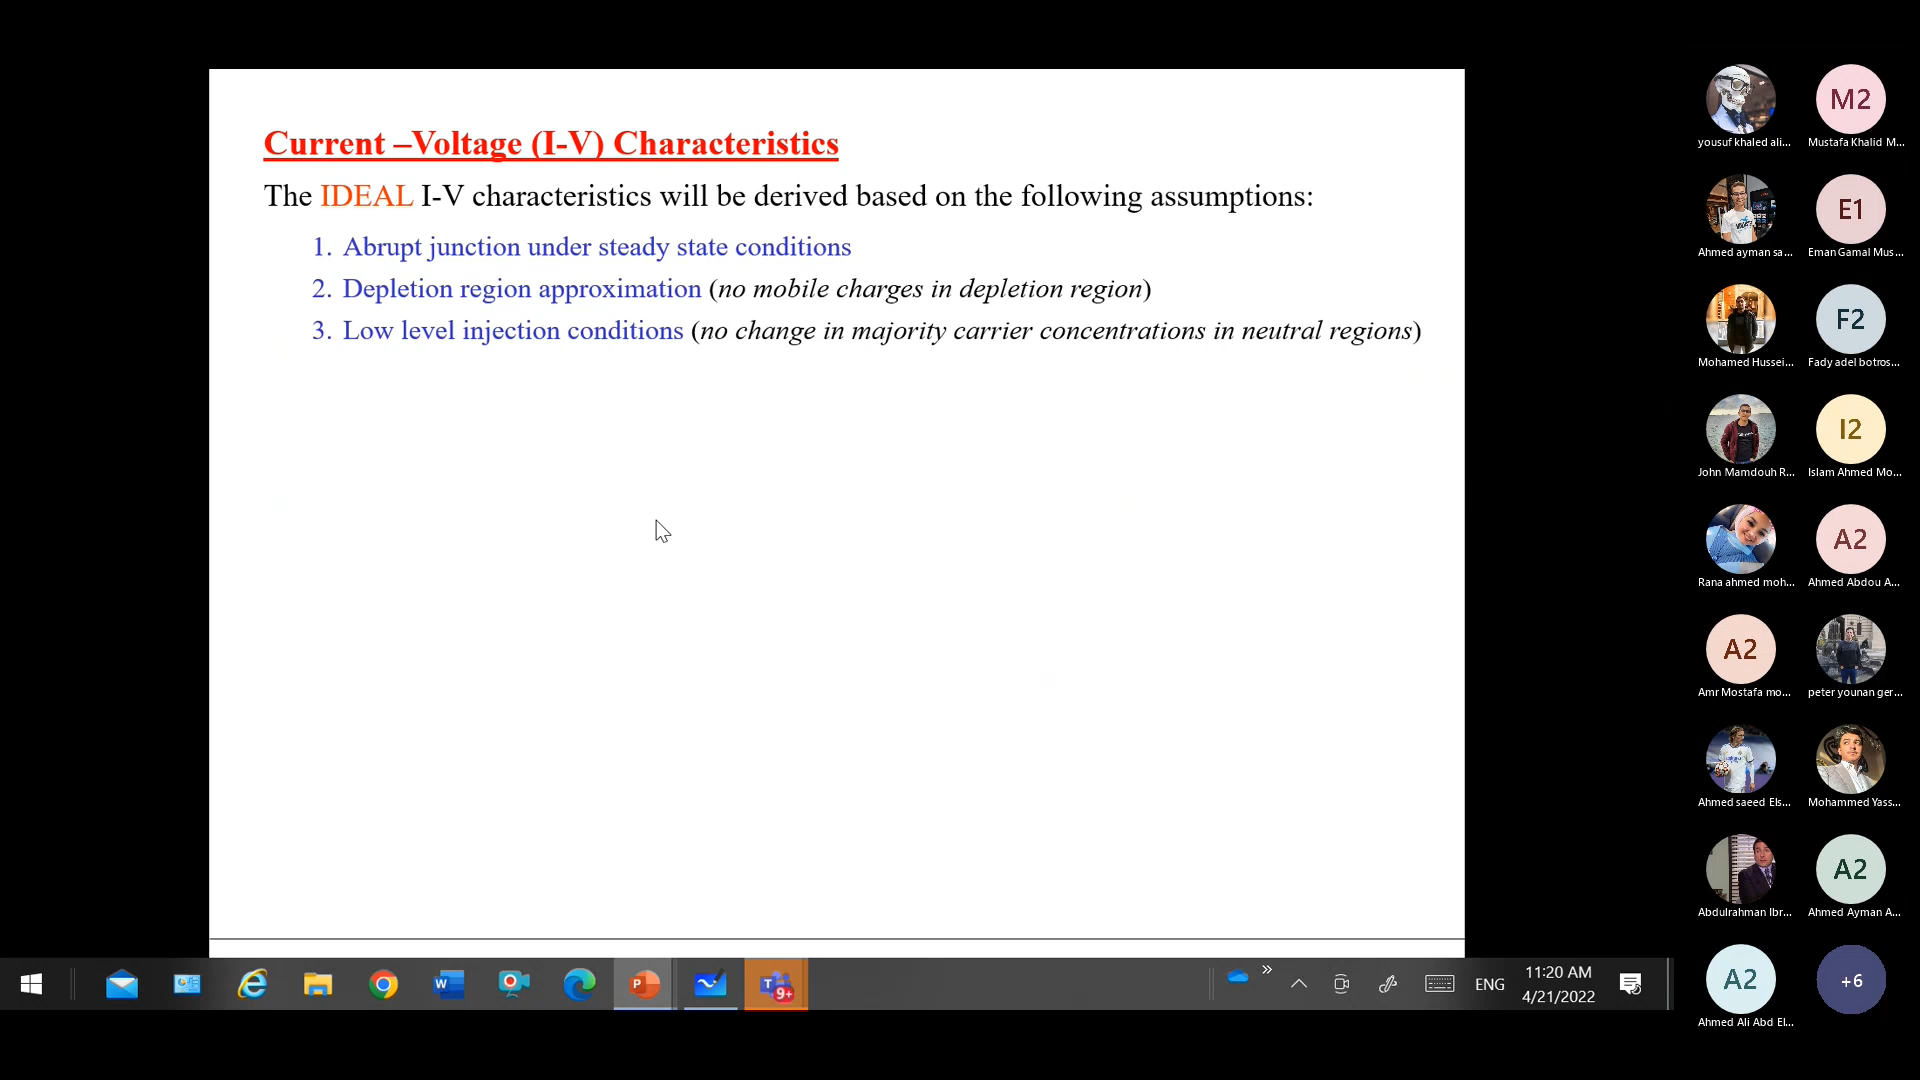 Current –Voltage (I-V) Characteristics
The IDEAL I-V characteristics will be derived based on the following assumptions:
1. Abrupt junction under steady state conditions
2. Depletion region approximation (no mobile charges in depletion region)
3. Low level injection conditions (no change in majority carrier concentrations in neutral regions)
M2
yousuf khaled ali...
Mustafa Khalid M...
E1
Ahmed ayman sa...
Eman Gamal Mus...
F2
Mohamed Hussei...
Fady adel botros...
I2
John Mamdouh R...
Islam Ahmed Mo...
A2
Rana ahmed moh...
Ahmed Abdou A...
A2
Amr Mostafa mo...
peter younan ger...
Ahmed saeed Els...
Mohammed Yass...
A2
Abdulrahman Ibr...
Ahmed Ayman A...
A2
+6
Ahmed Ali Abd El...
W
P
T
9+
ENG
11:20 AM
4/21/2022